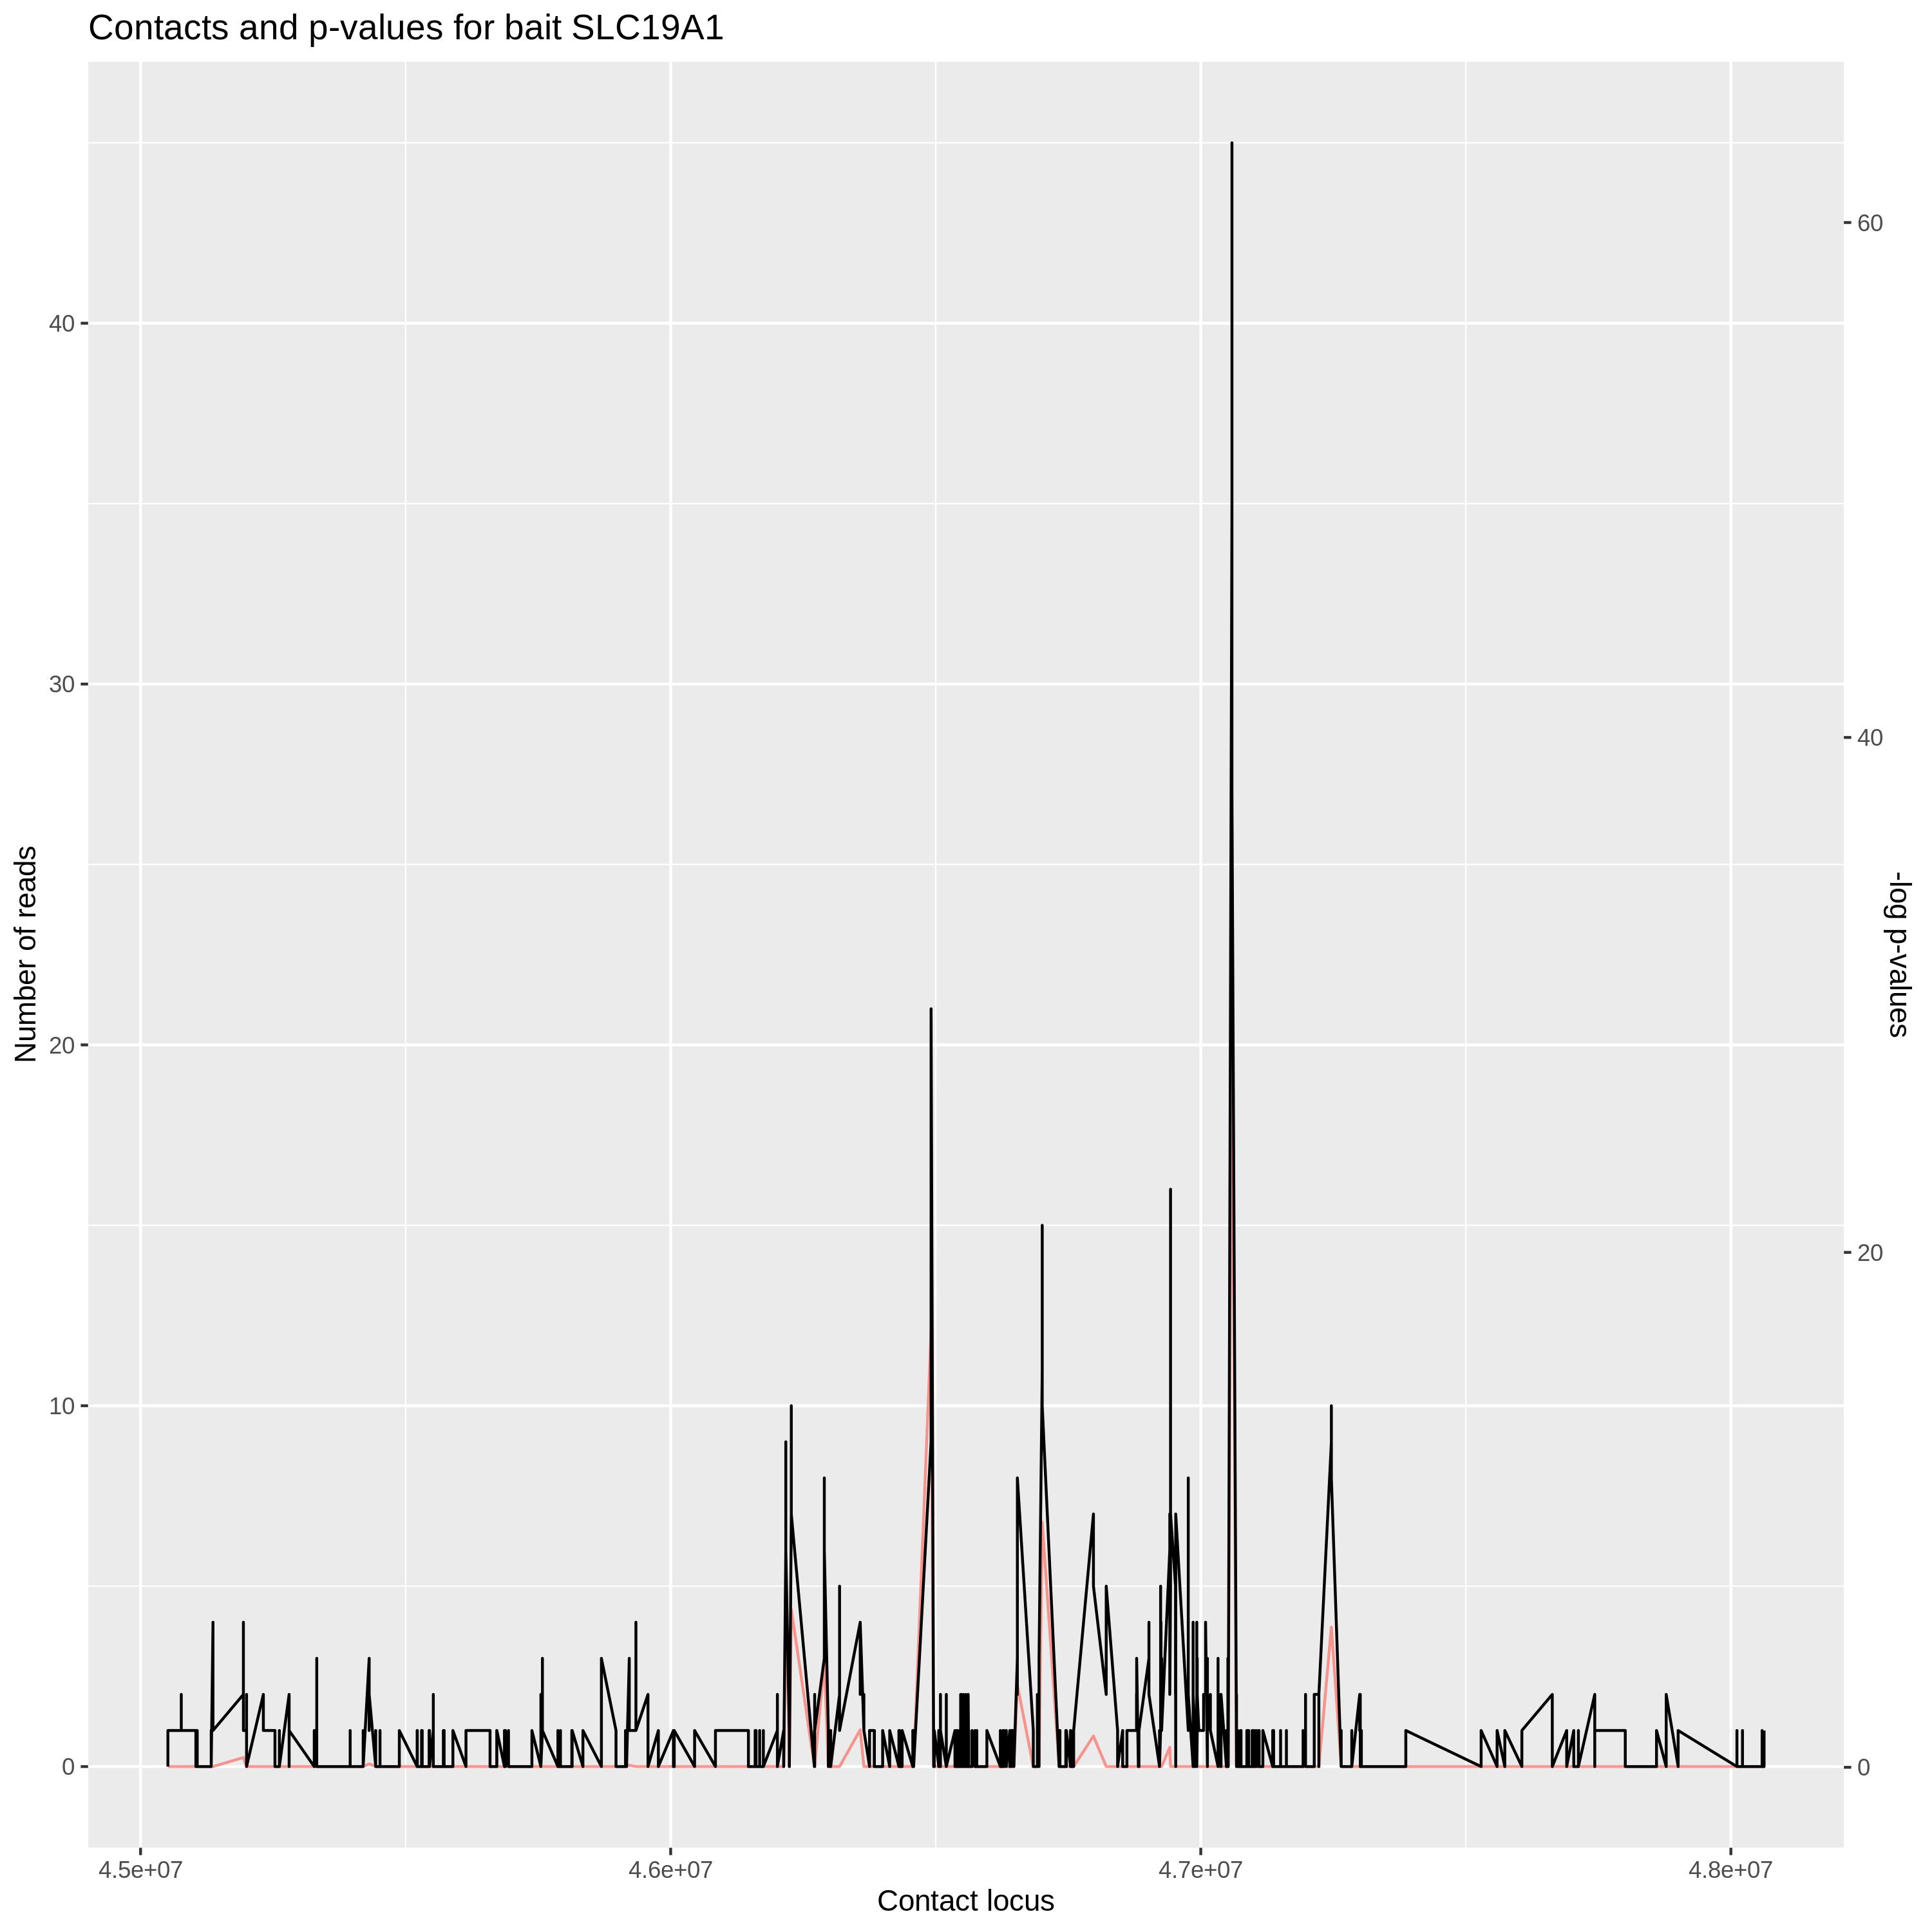 Contacts and p-values for bait SLC19A1
Number of reads
40
30
20
10
0
60
40
20
0
-log p-values
4.5e+07
4.6e+07
4.7e+07
4.8e+07
Contact locus